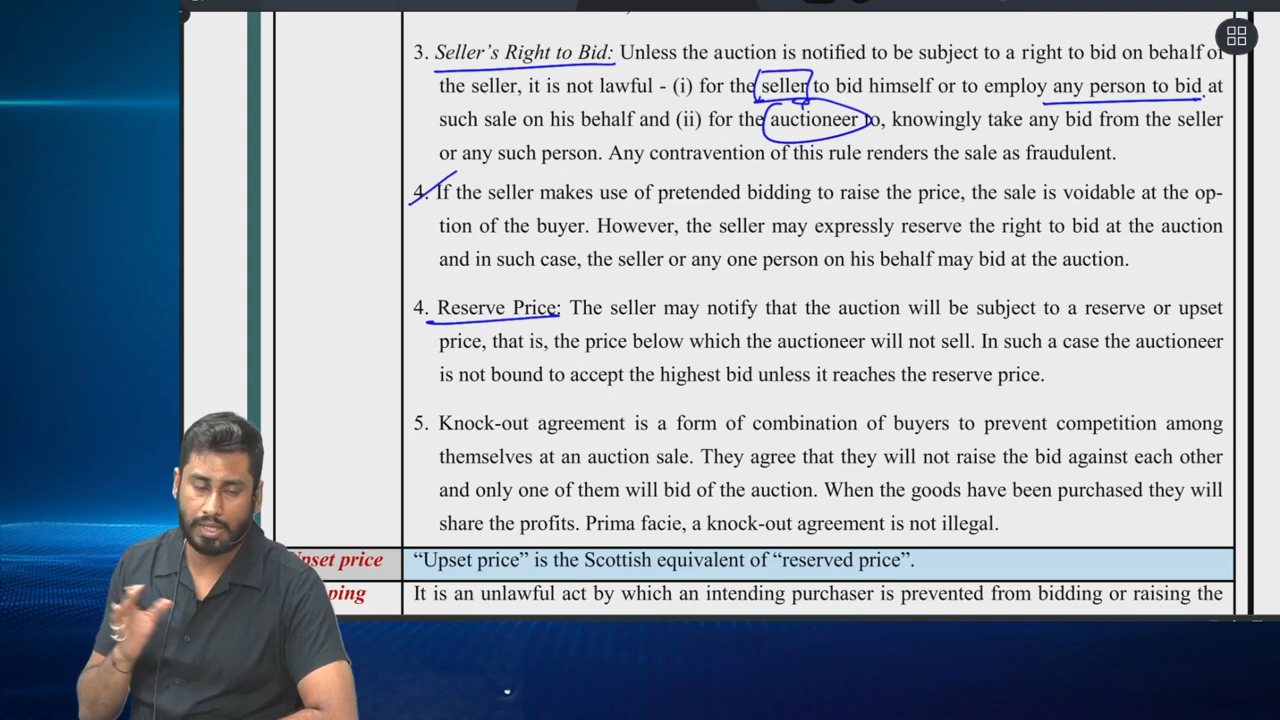 3. Seller's Right to Bid: Unless the auction is notified to be subject to a right to bid on behalf of
the seller, it is not lawful - (i) for the seller to bid himself or to employ any person to bid at
such sale on his behalf and (ii) for the auctioneer to, knowingly take any bid from the seller
or any such person. Any contravention of this rule renders the sale as fraudulent.
4. If the seller makes use of pretended bidding to raise the price, the sale is voidable at the op-
tion of the buyer. However, the seller may expressly reserve the right to bid at the auction
and in such case, the seller or any one person on his behalf may bid at the auction.
4. Reserve Price: The seller may notify that the auction will be subject to a reserve or upset
price, that is, the price below which the auctioneer will not sell. In such a case the auctioneer
is not bound to accept the highest bid unless it reaches the reserve price.
5. Knock-out agreement is a form of combination of buyers to prevent competition among
themselves at an auction sale. They agree that they will not raise the bid against each other
and only one of them will bid of the auction. When the goods have been purchased they will
share the profits. Prima facie, a knock-out agreement is not illegal.
pset price “Upset price” is the Scottish equivalent of “reserved price”.
ping It is an unlawful act by which an intending purchaser is prevented from bidding or raising the